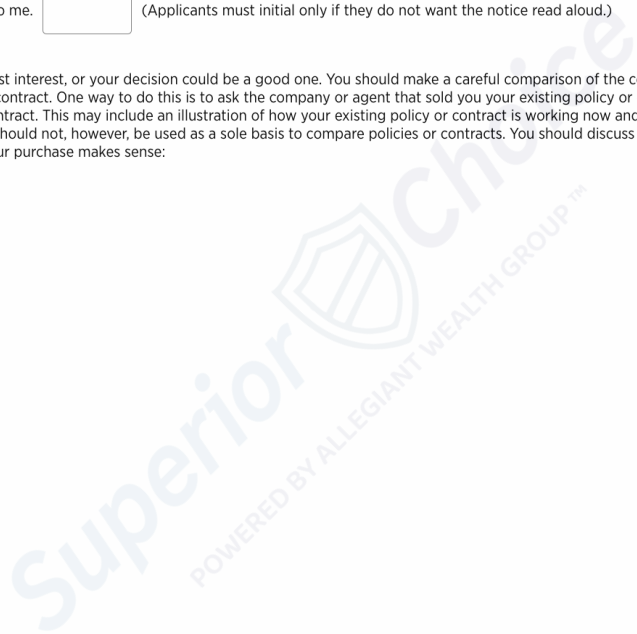 o me. (Applicants must initial only if they do not want the notice read aloud.)
st interest, or your decision could be a good one. You should make a careful comparison of the c
contract. One way to do this is to ask the company or agent that sold you your existing policy or
ntract. This may include an illustration of how your existing policy or contract is working now and
hould not, however, be used as a sole basis to compare policies or contracts. You should discuss
ur purchase makes sense:
Superior Choice
POWERED BY ALLEGIANT WEALTH GROUP™